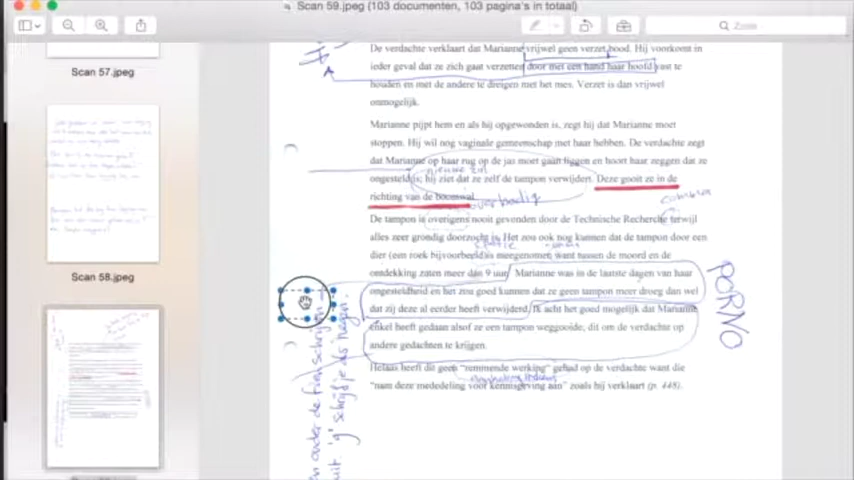 Scan 59.jpeg (103 documenten, 103 pagina's in totaal)
Zoek
Scan 57.jpeg
Scan 58.jpeg
De verdachte verklaart dat Marianne vrijwel geen verzet bood. Hij voorkomt in
ieder geval dat ze zich gaat verzetten door met een hand haar hoofd vast te
houden en met de andere te dreigen met het mes. Verzet is dan vrijwel
onmogelijk.
Marianne pijpt hem en als hij opgewonden is, zegt hij dat Marianne moet
stoppen. Hij wil nog vaginale gemeenschap met haar hebben. De verdachte zegt
dat Marianne op haar rug op de jas moet gaan liggen en hoort haar zeggen dat ze
ongesteld is; hij ziet dat ze zelf de tampon verwijdert. Deze gooit ze in de
nieuwe zin
richting van de boomwal.
overbodig
De tampon is overigens nooit gevonden door de Technische Recherche terwijl
alles zeer grondig doorzocht is. Het zou ook nog kunnen dat de tampon door een
spatie
dier (een roek bijvoorbeeld)is meegenomen want tussen de moord en de
ontdekking zaten meer dan 9 uur. Marianne was in de laatste dagen van haar
ongesteldheid en het zou goed kunnen dat ze geen tampon meer droeg dan wel
dat zij deze al eerder heeft verwijderd. Ik acht het goed mogelijk dat Marianne
enkel heeft gedaan alsof ze een tampon weggooide, dit om de verdachte op
andere gedachten te krijgen.
Helaas heeft dit geen "remmende werking" gehad op de verdachte want die
"nam deze mededeling voor kennisgeving aan" zoals hij verklaart (p. 448).
PORNO
en onder de
uit. 'g' schrijf je als negen.